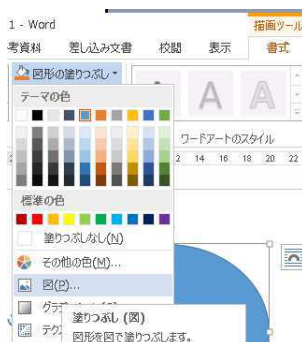 1 - Word
描画ツール
考資料 差し込み文書 校閲 表示 書式
図形の塗りつぶし
テーマの色
A A A
ワードアートのスタイル
2 14 16 18 20 22
標準の色
塗りつぶしなし(N)
その他の色(M)...
図(P)...
塗りつぶし (図)
図形を図で塗りつぶします。